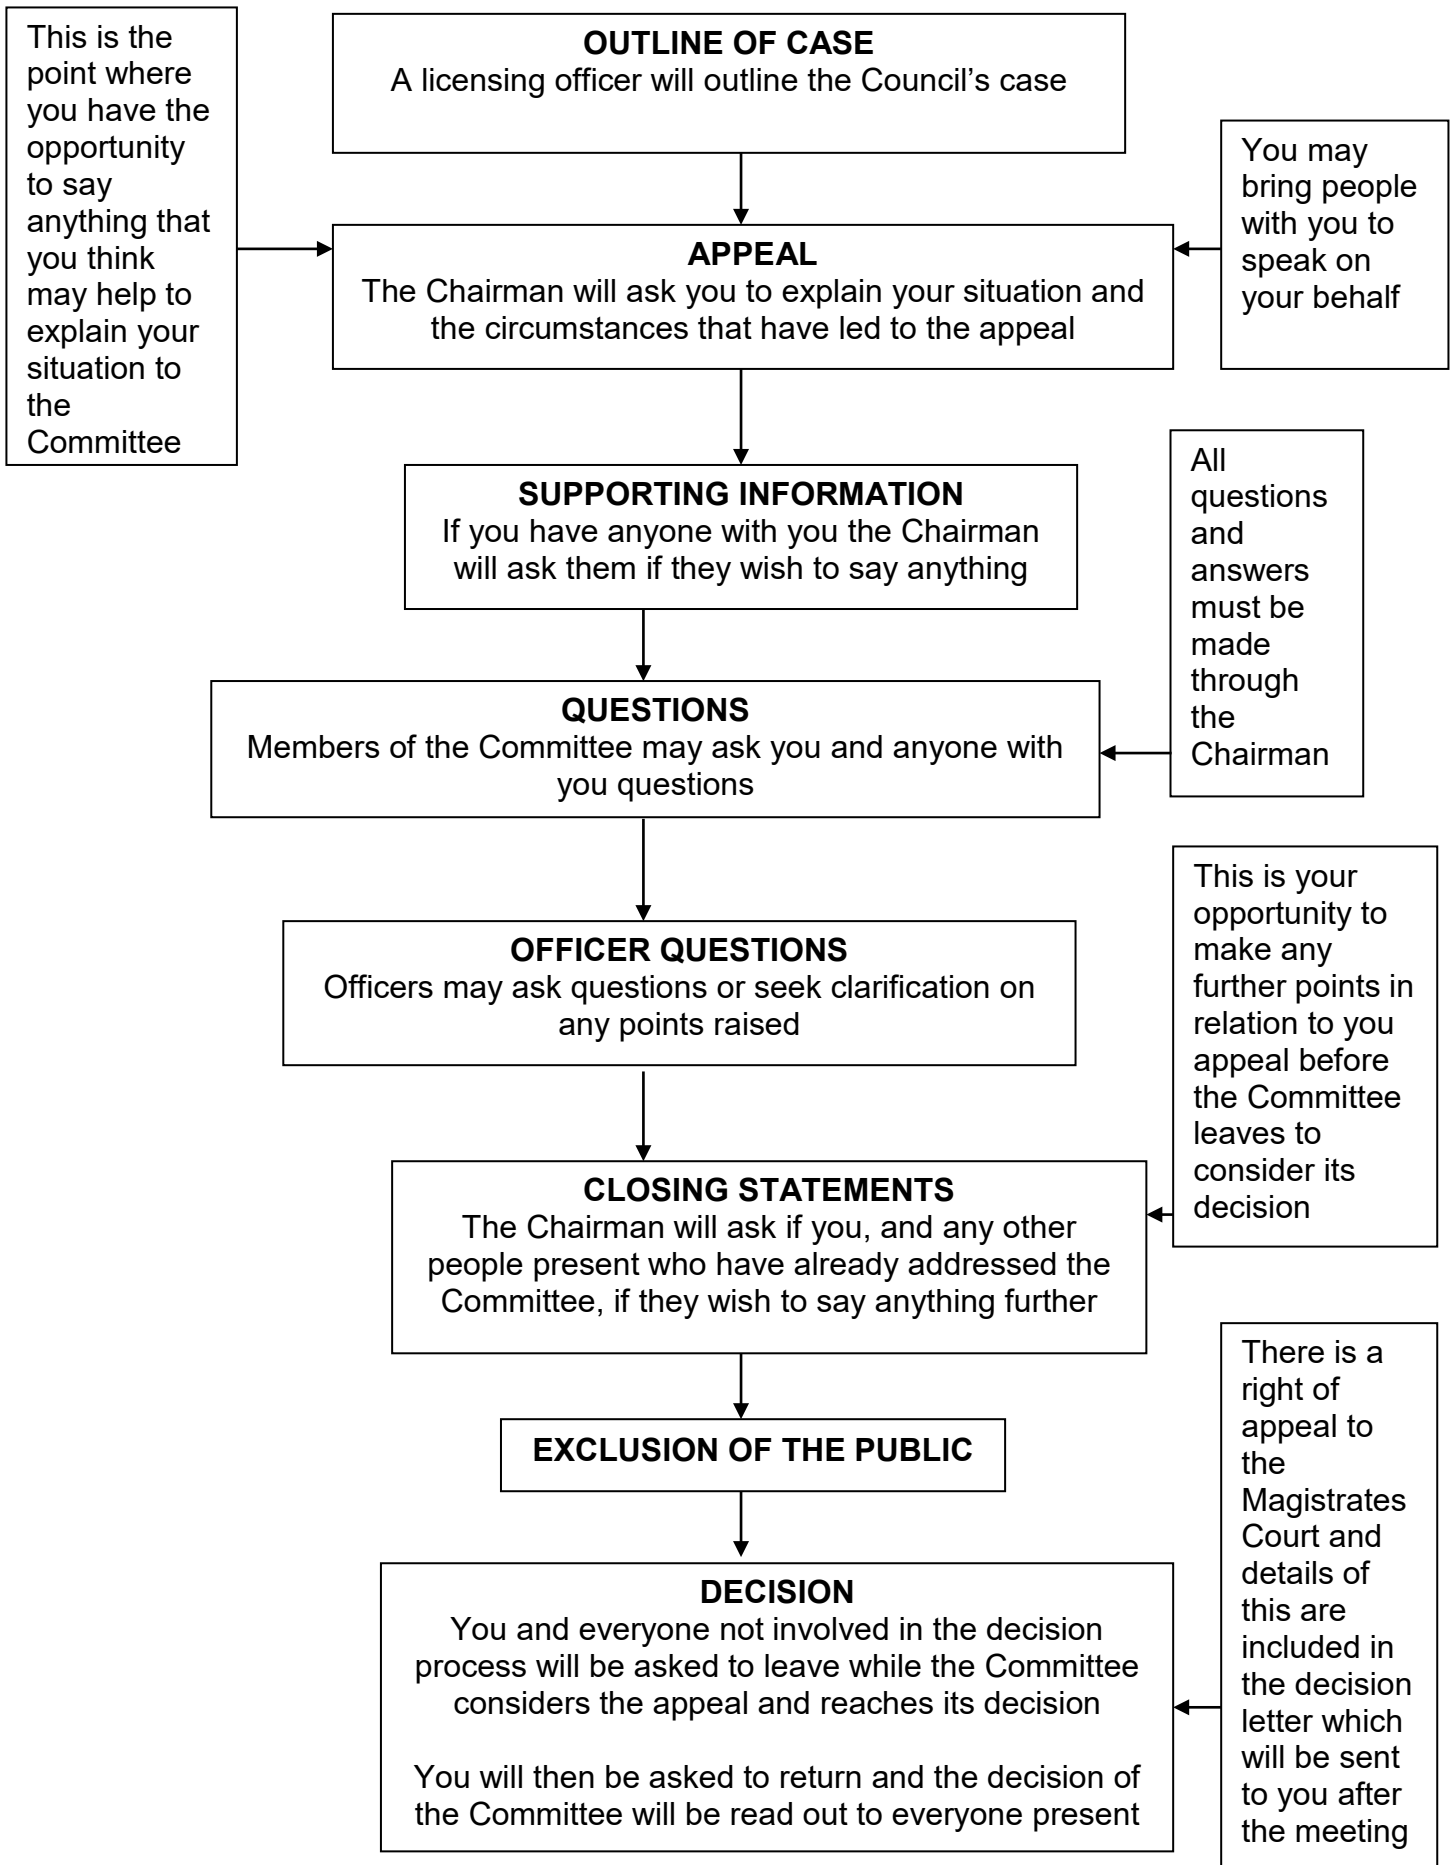 This is the
point where
you have the
opportunity
to say
anything that
you think
may help to
explain your
situation to
the
Committee
OUTLINE OF CASE
A licensing officer will outline the Council’s case
You may
bring people
with you to
speak on
your behalf
APPEAL
The Chairman will ask you to explain your situation and
the circumstances that have led to the appeal
SUPPORTING INFORMATION
If you have anyone with you the Chairman
will ask them if they wish to say anything
All
questions
and
answers
must be
made
through
the
Chairman
QUESTIONS
Members of the Committee may ask you and anyone with
you questions
OFFICER QUESTIONS
Officers may ask questions or seek clarification on
any points raised
This is your
opportunity to
make any
further points in
relation to you
appeal before
the Committee
leaves to
consider its
decision
CLOSING STATEMENTS
The Chairman will ask if you, and any other
people present who have already addressed the
Committee, if they wish to say anything further
EXCLUSION OF THE PUBLIC
DECISION
You and everyone not involved in the decision
process will be asked to leave while the Committee
considers the appeal and reaches its decision
You will then be asked to return and the decision of
the Committee will be read out to everyone present
There is a
right of
appeal to
the
Magistrates
Court and
details of
this are
included in
the decision
letter which
will be sent
to you after
the meeting